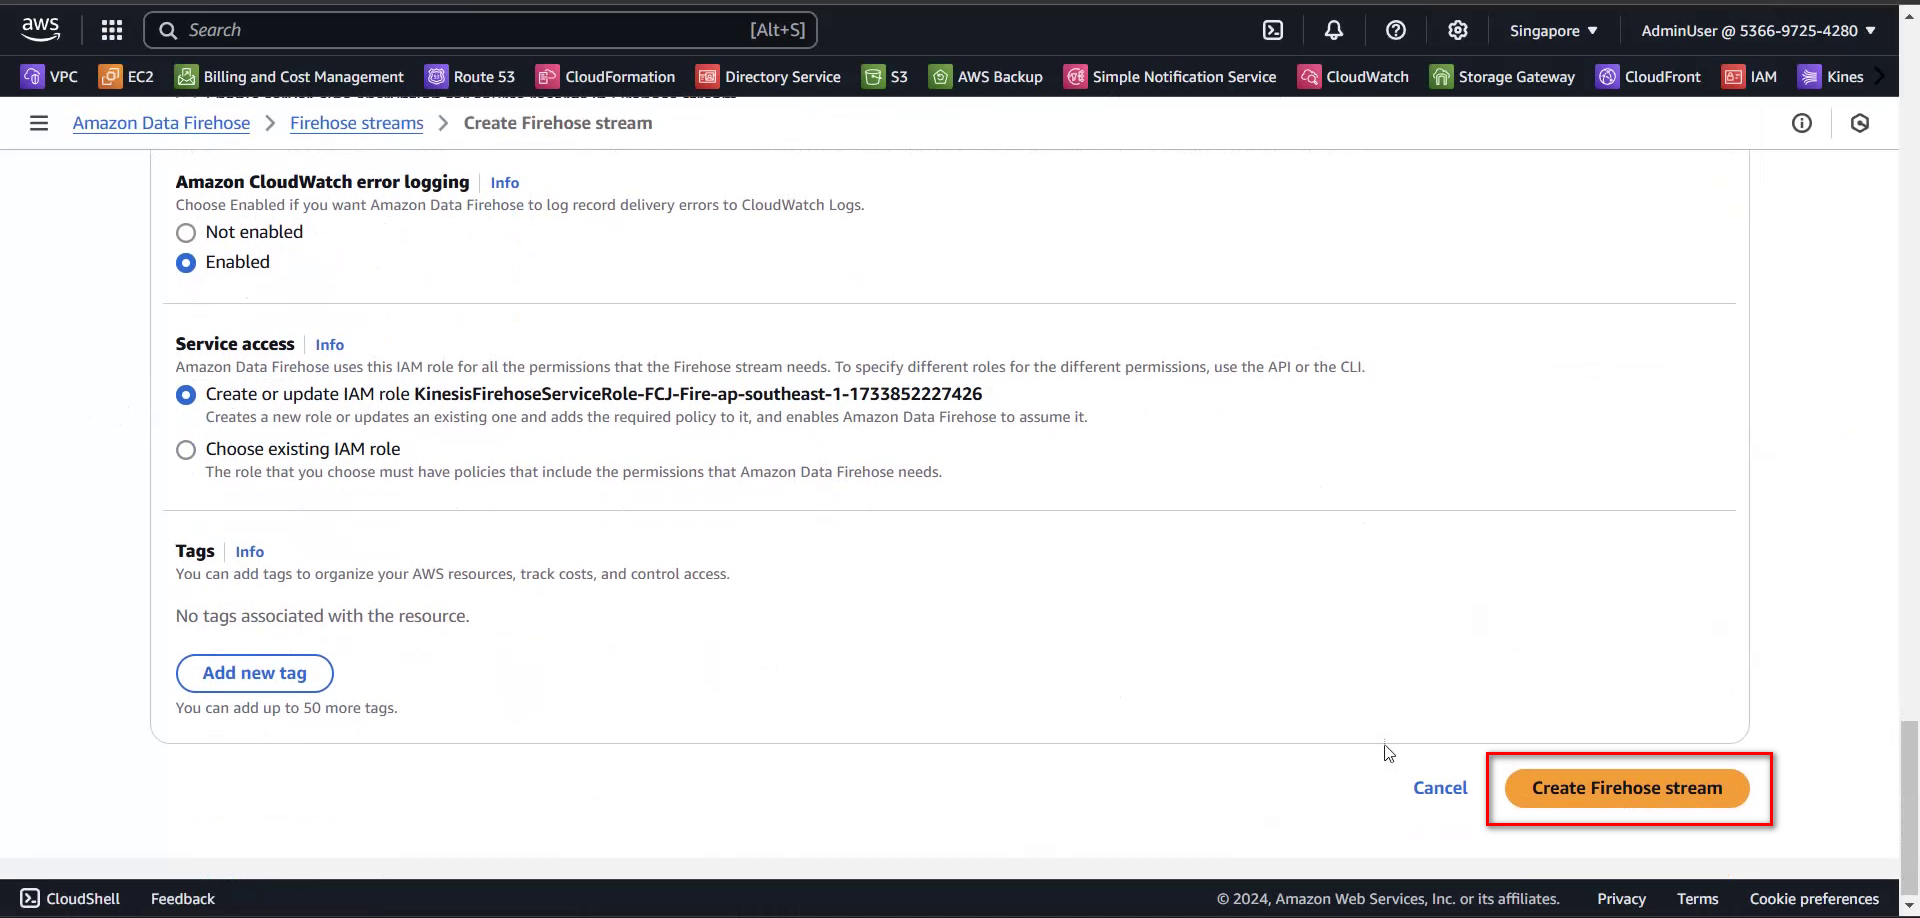 aws
Search [Alt+S]
Singapore
AdminUser @ 5366-9725-4280
VPC
EC2
Billing and Cost Management
Route 53
CloudFormation
Directory Service
S3
AWS Backup
Simple Notification Service
CloudWatch
Storage Gateway
CloudFront
IAM
Kines
Amazon Data Firehose > Firehose streams > Create Firehose stream
Amazon CloudWatch error logging Info
Choose Enabled if you want Amazon Data Firehose to log record delivery errors to CloudWatch Logs.
Not enabled
Enabled
Service access Info
Amazon Data Firehose uses this IAM role for all the permissions that the Firehose stream needs. To specify different roles for the different permissions, use the API or the CLI.
Create or update IAM role KinesisFirehoseServiceRole-FCJ-Fire-ap-southeast-1-1733852227426
Creates a new role or updates an existing one and adds the required policy to it, and enables Amazon Data Firehose to assume it.
Choose existing IAM role
The role that you choose must have policies that include the permissions that Amazon Data Firehose needs.
Tags Info
You can add tags to organize your AWS resources, track costs, and control access.
No tags associated with the resource.
Add new tag
You can add up to 50 more tags.
Cancel
Create Firehose stream
CloudShell
Feedback
© 2024, Amazon Web Services, Inc. or its affiliates.
Privacy
Terms
Cookie preferences